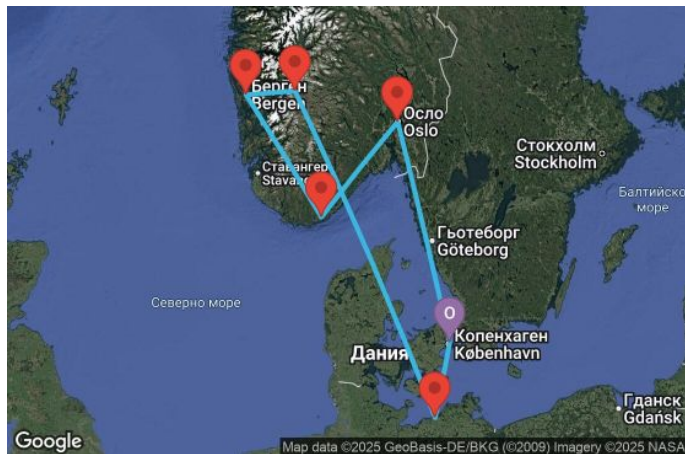 Берген
Bergen
Осло
Oslo
Стокхолм
Stockholm
Ставангер
Балтийско
море
Гьотеборг
Göteborg
Северно море
O
Копенхаген
København
Дания
Гданск
Gdańsk
Google
Map data ©2025 GeoBasis-DE/BKG (©2009) Imagery ©2025 NASA